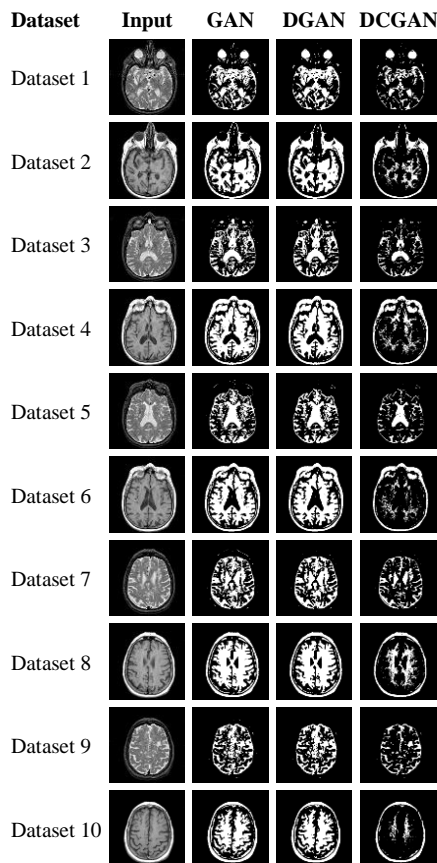 Dataset Input GAN DGAN DCGAN
Dataset 1
Dataset 2
Dataset 3
Dataset 4
Dataset 5
Dataset 6
Dataset 7
Dataset 8
Dataset 9
Dataset 10